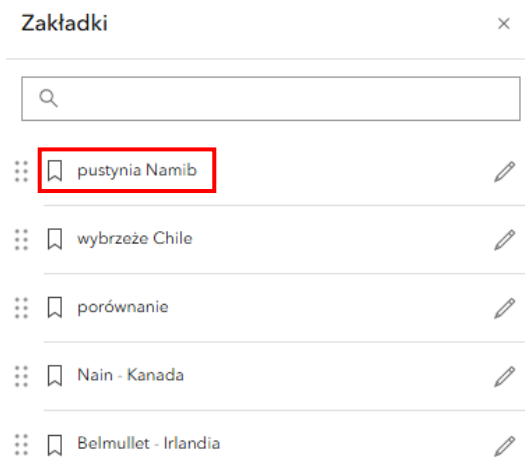 Zakładki
pustynia Namib
wybrzeże Chile
porównanie
Nain - Kanada
Belmullet - Irlandia